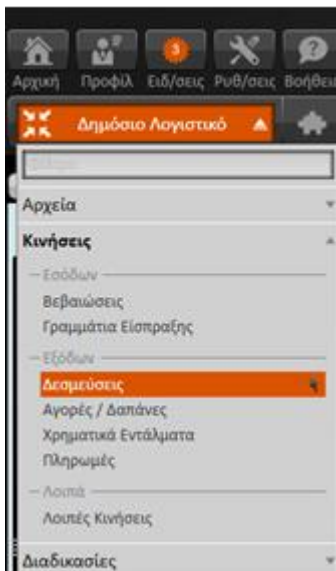 3
Αρχική Προφίλ Ειδ/σεις Ρυθ/σεις Βοήθεια
Δημόσιο Λογιστικό
Αρχεία
Κινήσεις
Εσόδων
Βεβαιώσεις
Γραμμάτια Είσπραξης
Εξόδων
Δεσμεύσεις
Αγορές / Δαπάνες
Χρηματικά Εντάλματα
Πληρωμές
Λοιπά
Λοιπές Κινήσεις
Διαδικασίες